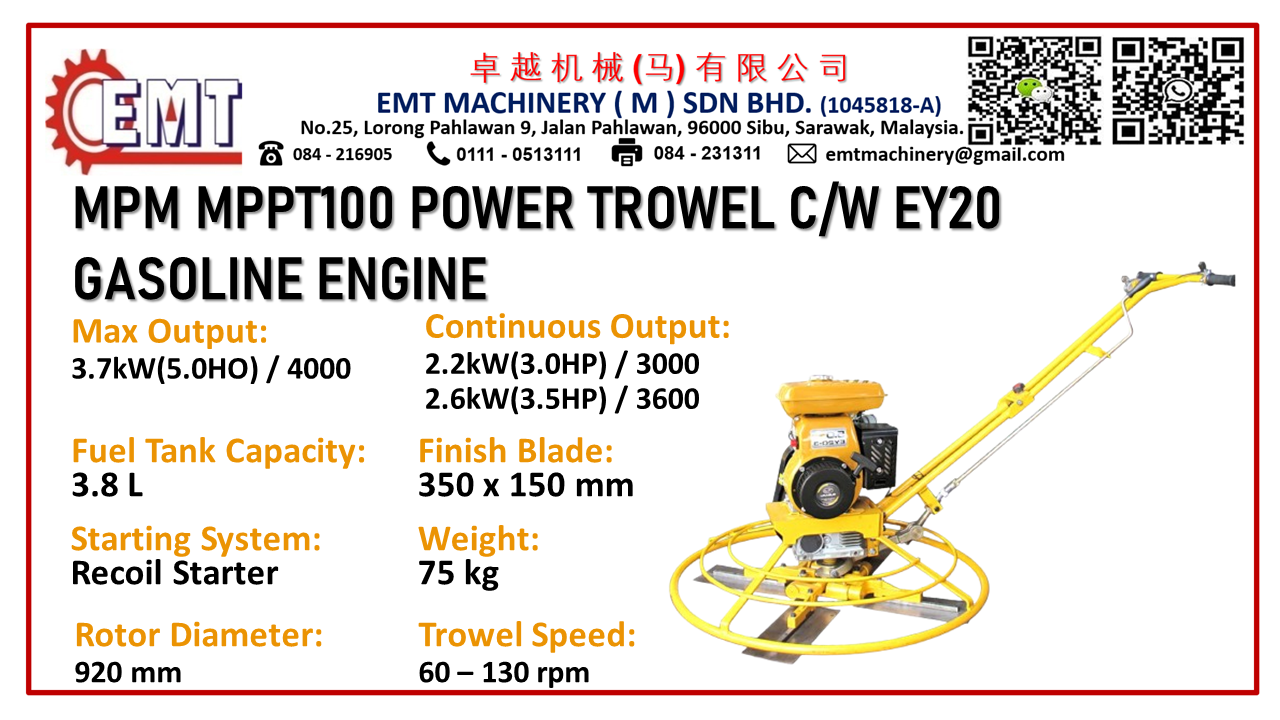 EMT
卓越机械(马)有限公司
EMT MACHINERY ( M ) SDN BHD. (1045818-A)
No.25, Lorong Pahlawan 9, Jalan Pahlawan, 96000 Sibu, Sarawak, Malaysia.
084 - 216905 0111 - 0513111 084 - 231311 emtmachinery@gmail.com
MPM MPPT100 POWER TROWEL C/W EY20
GASOLINE ENGINE
Max Output:
3.7kW(5.0HO) / 4000
Continuous Output:
2.2kW(3.0HP) / 3000
2.6kW(3.5HP) / 3600
Fuel Tank Capacity:
3.8 L
Finish Blade:
350 x 150 mm
Starting System:
Recoil Starter
Weight:
75 kg
Rotor Diameter:
920 mm
Trowel Speed:
60 – 130 rpm